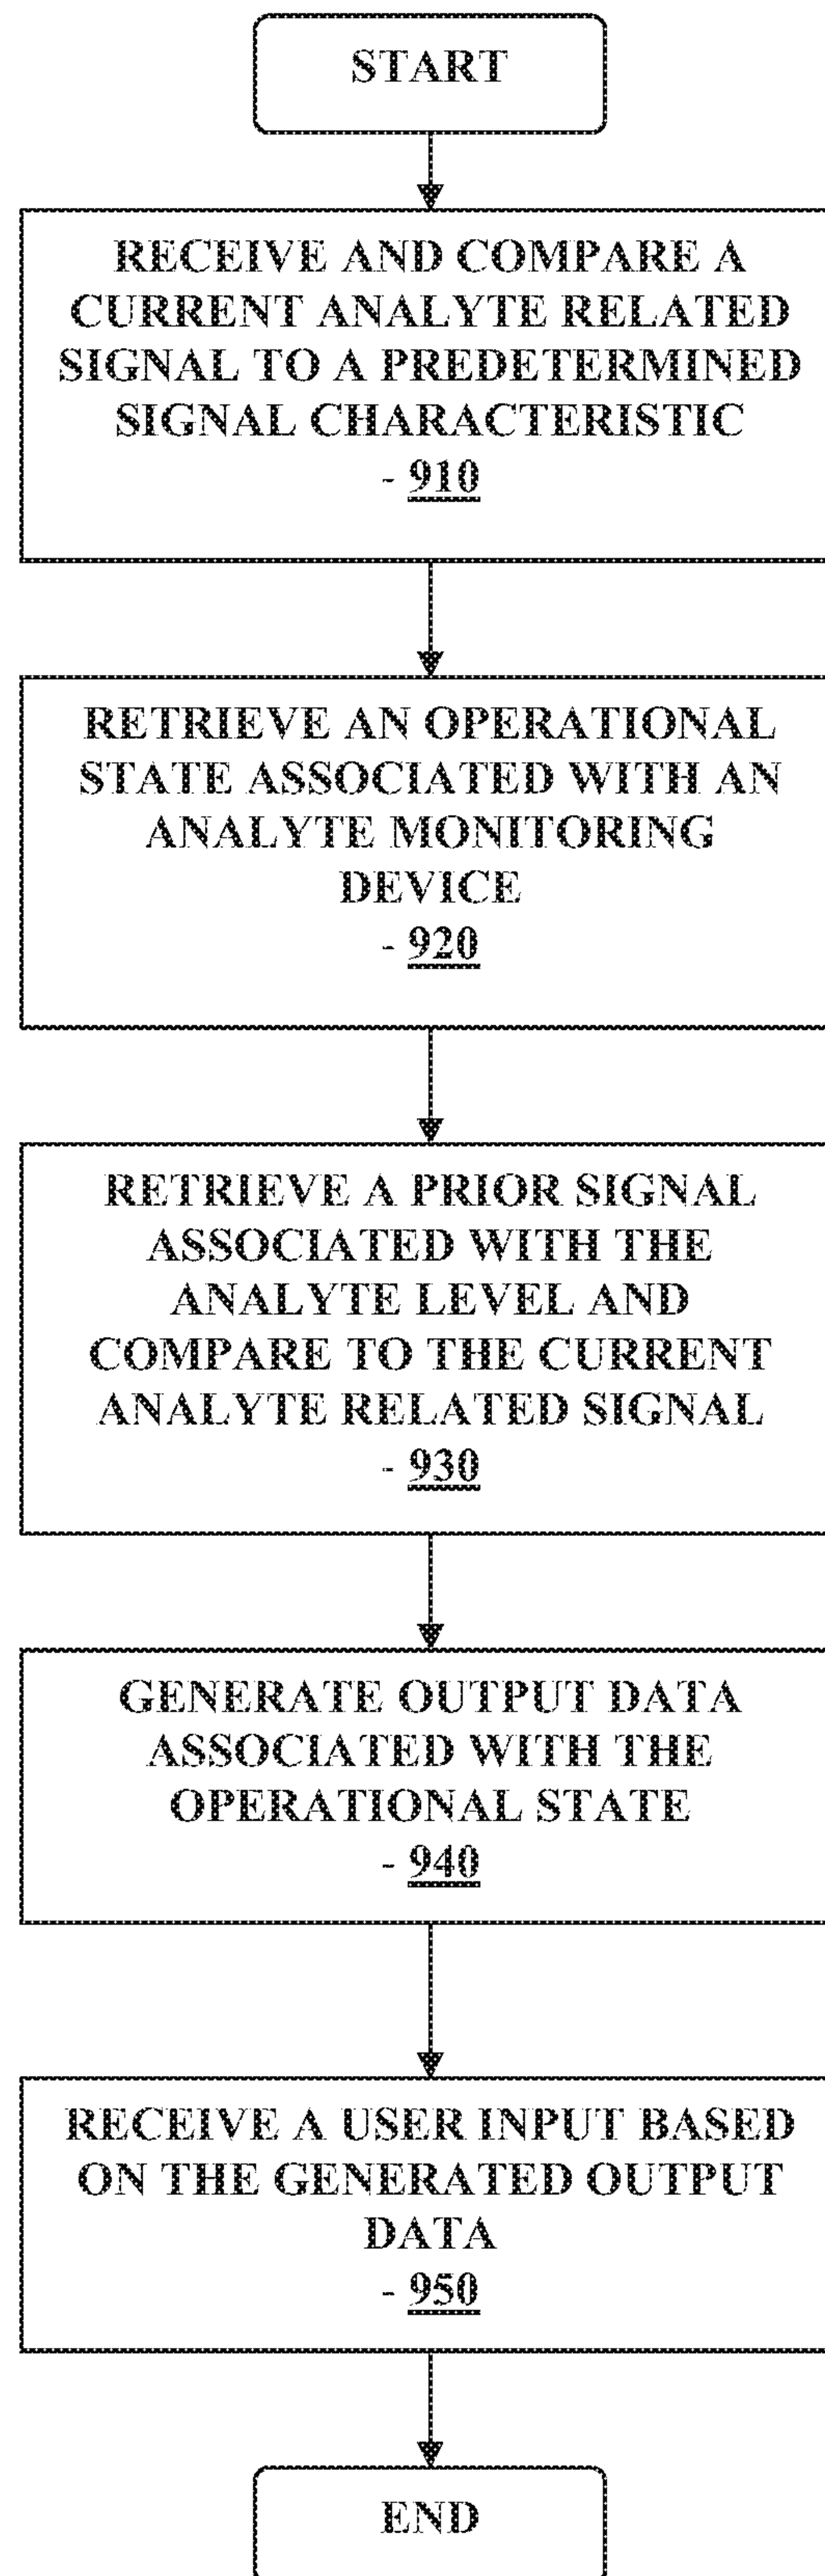 START
RECEIVE AND COMPARE A
CURRENT ANALYTE RELATED
SIGNAL TO A PREDETERMINED
SIGNAL CHARACTERISTIC
- 910
RETRIEVE AN OPERATIONAL
STATE ASSOCIATED WITH AN
ANALYTE MONITORING
DEVICE
- 920
RETRIEVE A PRIOR SIGNAL
ASSOCIATED WITH THE
ANALYTE LEVEL AND
COMPARE TO THE CURRENT
ANALYTE RELATED SIGNAL
- 930
GENERATE OUTPUT DATA
ASSOCIATED WITH THE
OPERATIONAL STATE
- 940
RECEIVE A USER INPUT BASED
ON THE GENERATED OUTPUT
DATA
- 950
END